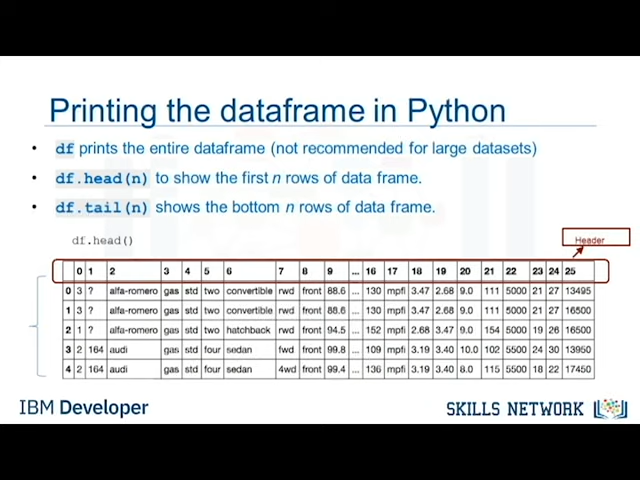 Printing the dataframe in Python
• df prints the entire dataframe (not recommended for large datasets)
• df.head(n) to show the first n rows of data frame.
• df.tail(n) shows the bottom n rows of data frame.
df.head()
Header
0 1 2 3 4 5 6 7 8 9 ... 16 17 18 19 20 21 22 23 24 25
0 3 ? alfa-romero gas std two convertible rwd front 88.6 ... 130 mpfi 3.47 2.68 9.0 111 5000 21 27 13495
1 3 ? alfa-romero gas std two convertible rwd front 88.6 ... 130 mpfi 3.47 2.68 9.0 111 5000 21 27 16500
2 1 ? alfa-romero gas std two hatchback rwd front 94.5 ... 152 mpfi 2.68 3.47 9.0 154 5000 19 26 16500
3 2 164 audi gas std four sedan fwd front 99.8 ... 109 mpfi 3.19 3.40 10.0 102 5500 24 30 13950
4 2 164 audi gas std four sedan 4wd front 99.4 ... 136 mpfi 3.19 3.40 8.0 115 5500 18 22 17450
IBM Developer
SKILLS NETWORK